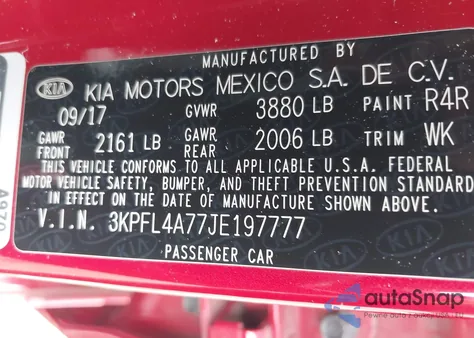 MANUFACTURED BY
KIA KIA MOTORS MEXICO S.A. DE C.V.
09/17 GVWR 3880 LB PAINT R4R
GAWR FRONT 2161 LB GAWR REAR 2006 LB TRIM WK
THIS VEHICLE CONFORMS TO ALL APPLICABLE U.S.A. FEDERAL
MOTOR VEHICLE SAFETY, BUMPER, AND THEFT PREVENTION STANDARD
IN EFFECT ON THE DATE OF MANUFACTURE SHOWN ABOVE.
V.I.N. 3KPFL4A77JE197777
PASSENGER CAR
A970
autoSnap